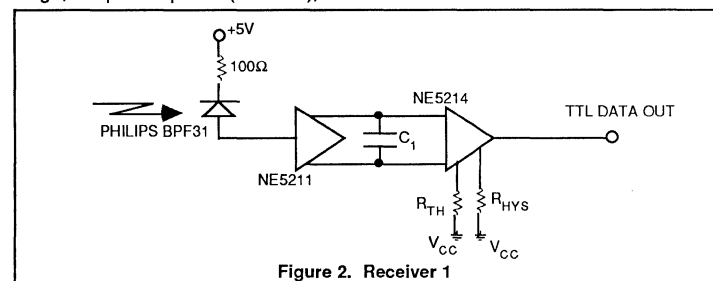 +5V
100Ω
NE5214
TTL DATA OUT
PHILIPS BPF31
C1
NE5211
RTH
RHYS
VCC
VCC
Figure 2. Receiver 1